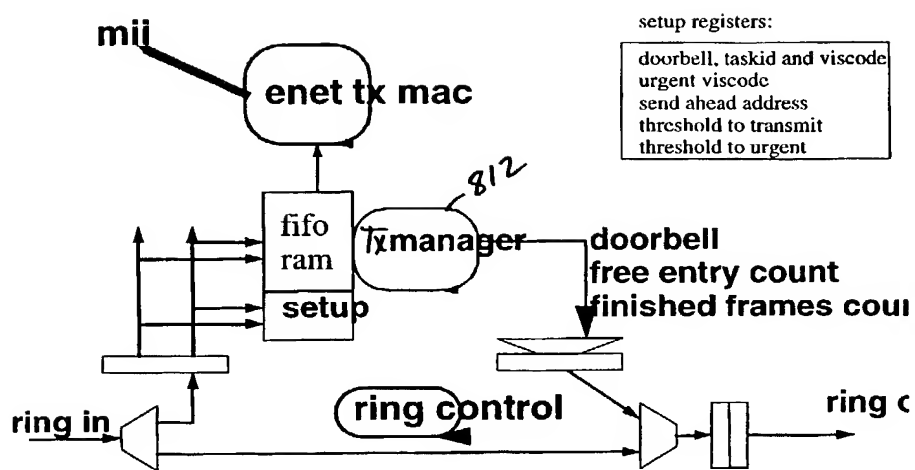 setup registers:
doorbell, taskid and viscode
urgent viscode
send ahead address
threshold to transmit
threshold to urgent
mii
enet tx mac
812
fifo
ram
Txmanager
setup
doorbell
free entry count
finished frames cou
ring in
ring control
ring